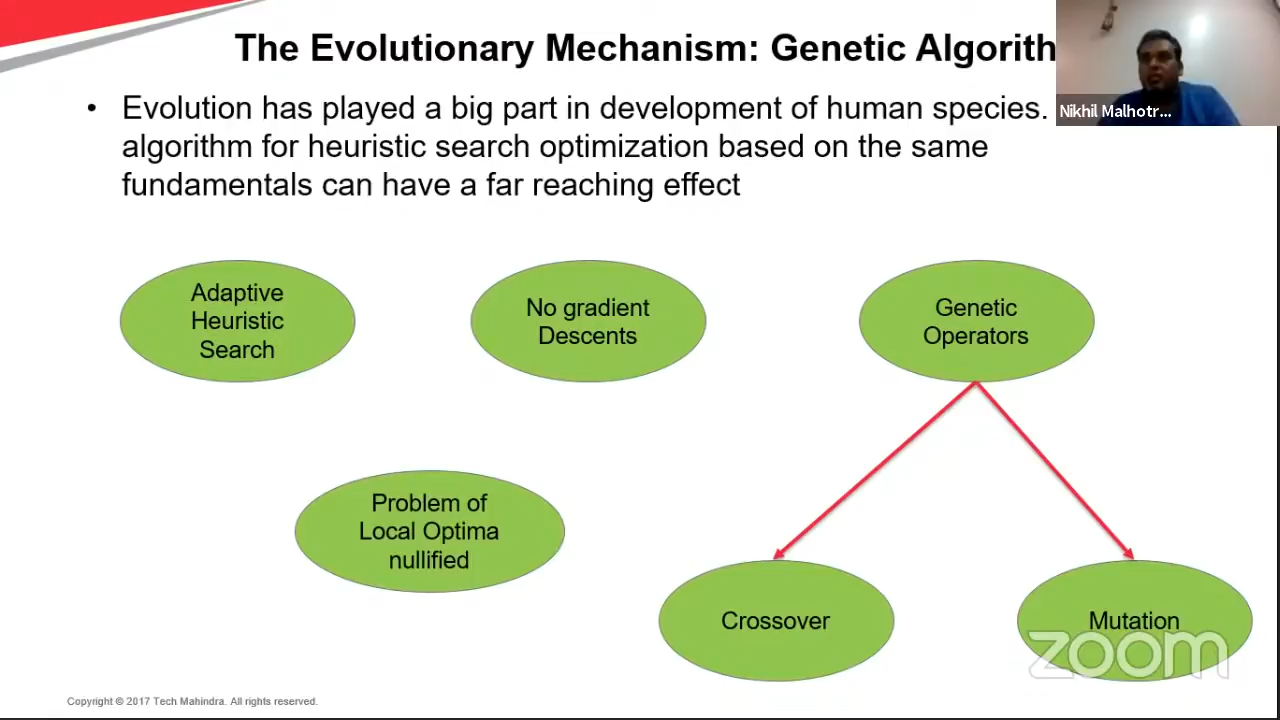 The Evolutionary Mechanism: Genetic Algorith
Nikhil Malhotr...
• Evolution has played a big part in development of human species.
algorithm for heuristic search optimization based on the same
fundamentals can have a far reaching effect
Adaptive
Heuristic
Search
No gradient
Descents
Genetic
Operators
Problem of
Local Optima
nullified
Crossover
Mutation
zoom
Copyright © 2017 Tech Mahindra. All rights reserved.